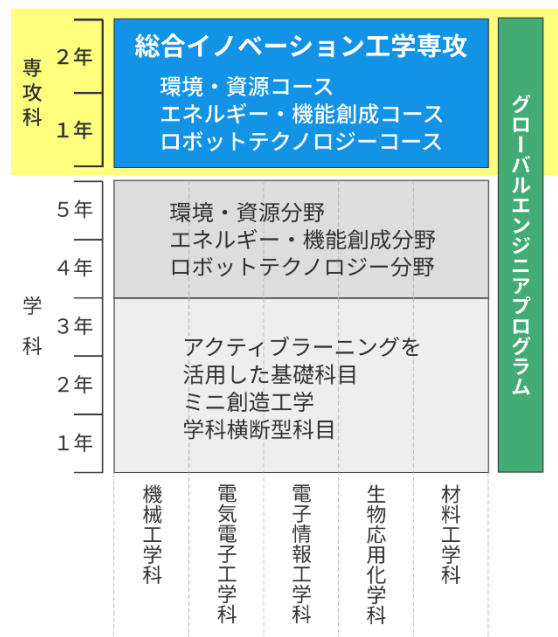 専攻科
2年
1年
総合イノベーション工学専攻
環境・資源コース
エネルギー・機能創成コース
ロボットテクノロジーコース
グローバルエンジニアプログラム
学科
5年
4年
3年
2年
1年
環境・資源分野
エネルギー・機能創成分野
ロボットテクノロジー分野
アクティブラーニングを
活用した基礎科目
ミニ創造工学
学科横断型科目
機械工学科
電気電子工学科
電子情報工学科
生物応用化学科
材料工学科